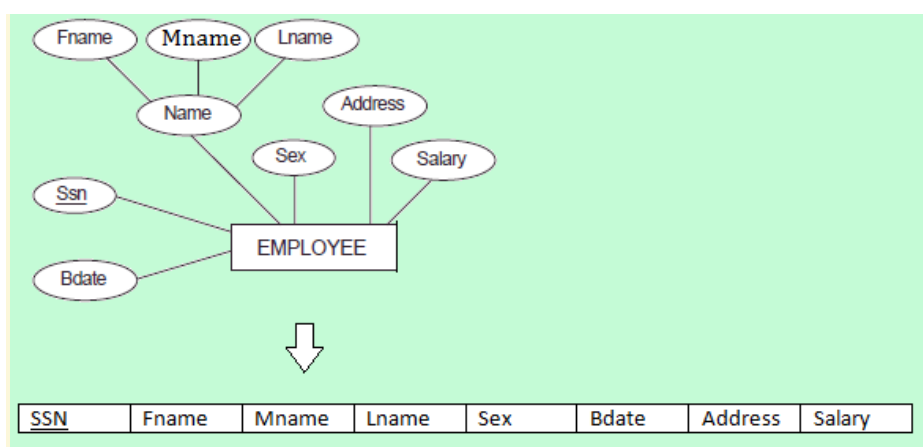 Fname Mname Lname
Name
Address
Sex
Salary
Ssn
EMPLOYEE
Bdate
SSN Fname Mname Lname Sex Bdate Address Salary